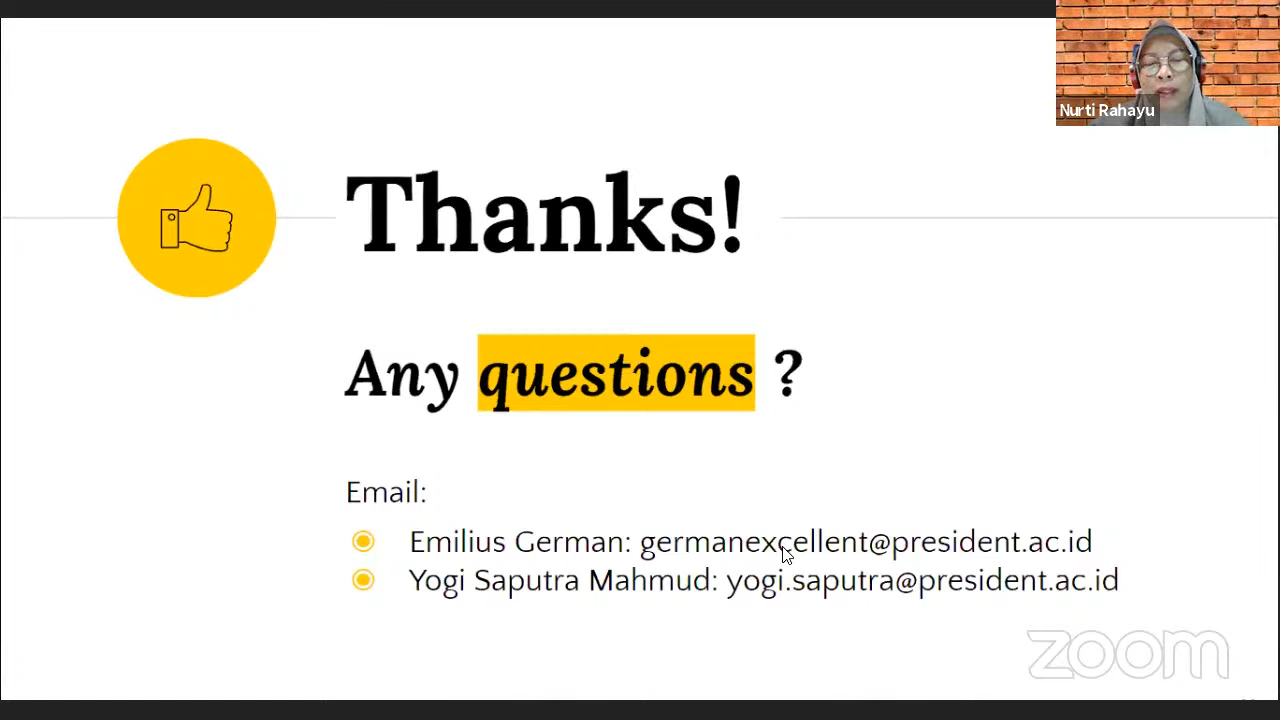 Nurti Rahayu
Thanks!
Any questions ?
Email:
Emilius German: germanexcellent@president.ac.id
Yogi Saputra Mahmud: yogi.saputra@president.ac.id
zoom